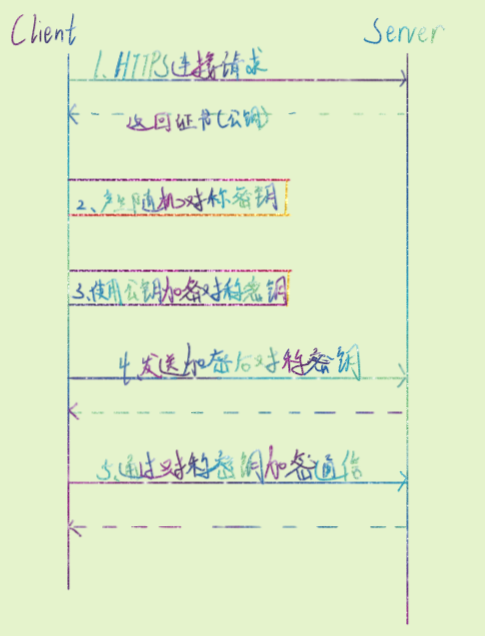 Client
Server
1. HTTPS连接请求
返回证书(公钥)
2、产生随机对称密钥
3.使用公钥加密对称密钥
4.发送加密后对称密钥
5.通过对称密钥加密通信